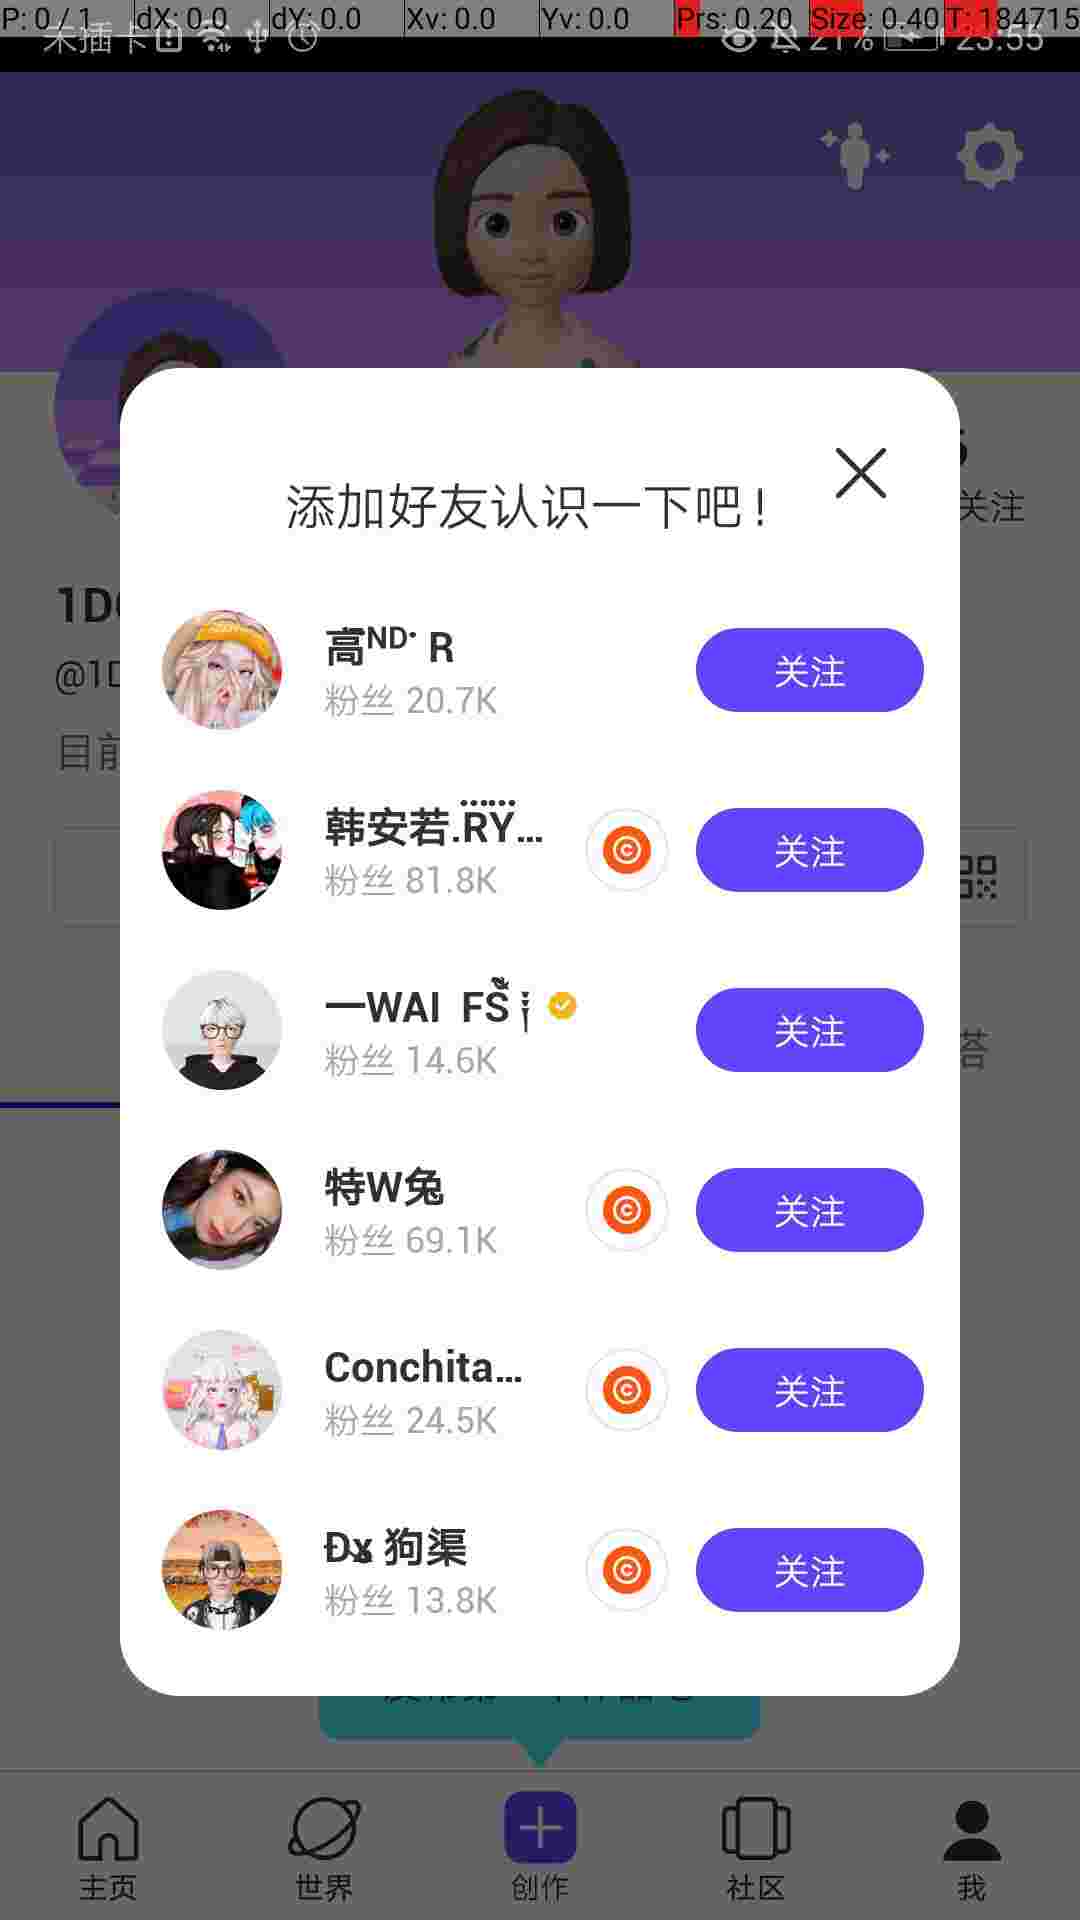 P: 0 / 1 dX: 0.0 dY: 0.0 Xv: 0.0 Yv: 0.0 Prs: 0.20 Size: 0.40 T: 184715
未插卡 21% 23:55
添加好友认识一下吧!
关注
1D
@1D
目前
高ᴺᴰ· R
粉丝 20.7K
关注
韩安若.RY...
粉丝 81.8K
关注
一WAI FS
粉丝 14.6K
关注
特W兔
粉丝 69.1K
关注
Conchita...
粉丝 24.5K
关注
狗渠
粉丝 13.8K
关注
主页
世界
创作
社区
我